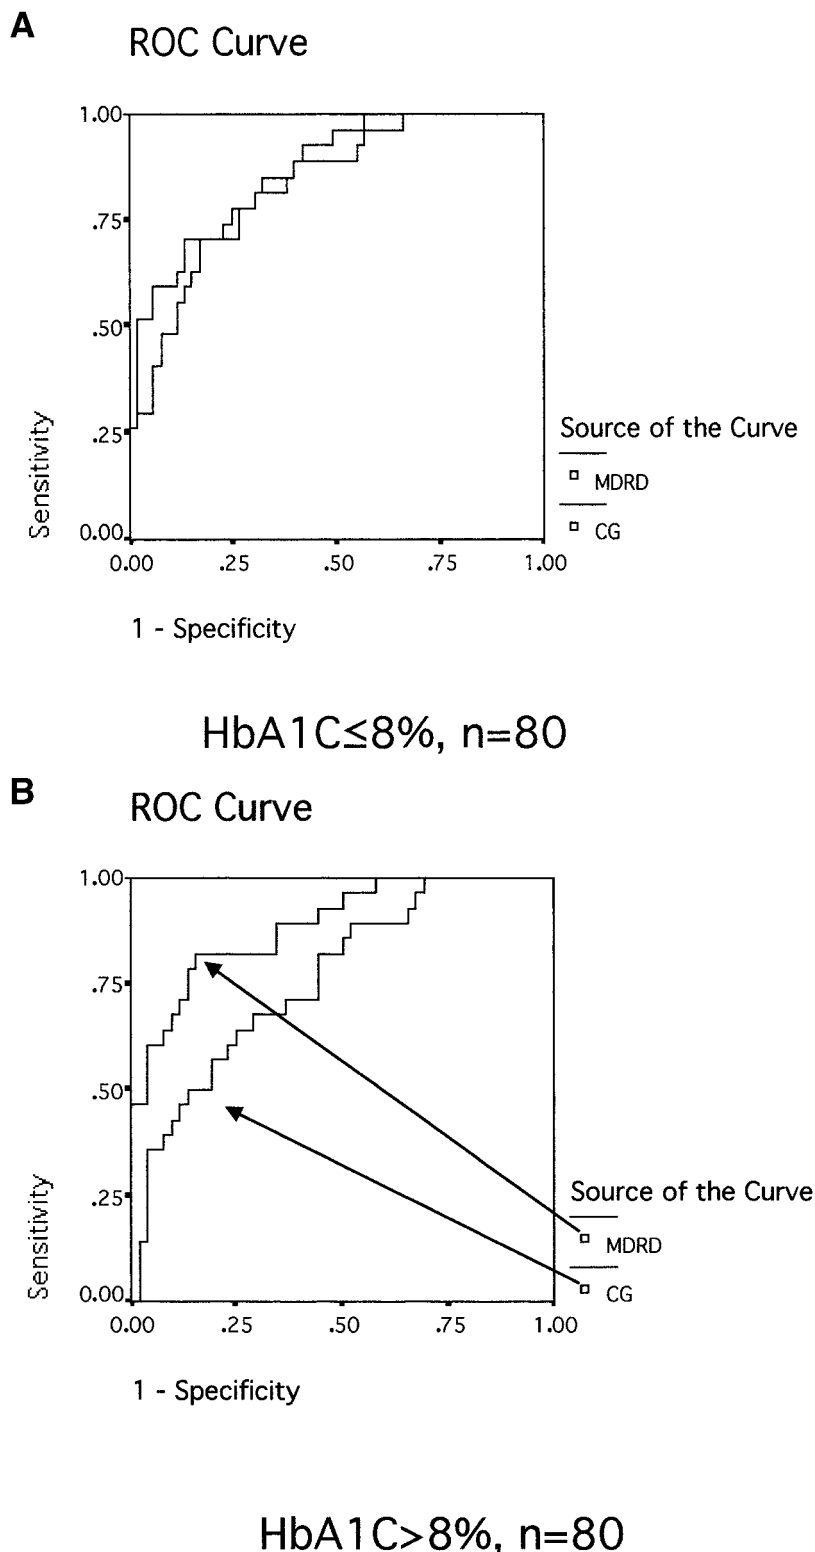 A
ROC Curve
1.00
.75
.50
.25
0.00
Sensitivity
0.00 .25 .50 .75 1.00
1 - Specificity
Source of the Curve
MDRD
CG
HbA1C≤8%, n=80
B
ROC Curve
1.00
.75
.50
.25
0.00
Sensitivity
0.00 .25 .50 .75 1.00
1 - Specificity
Source of the Curve
MDRD
CG
HbA1C>8%, n=80